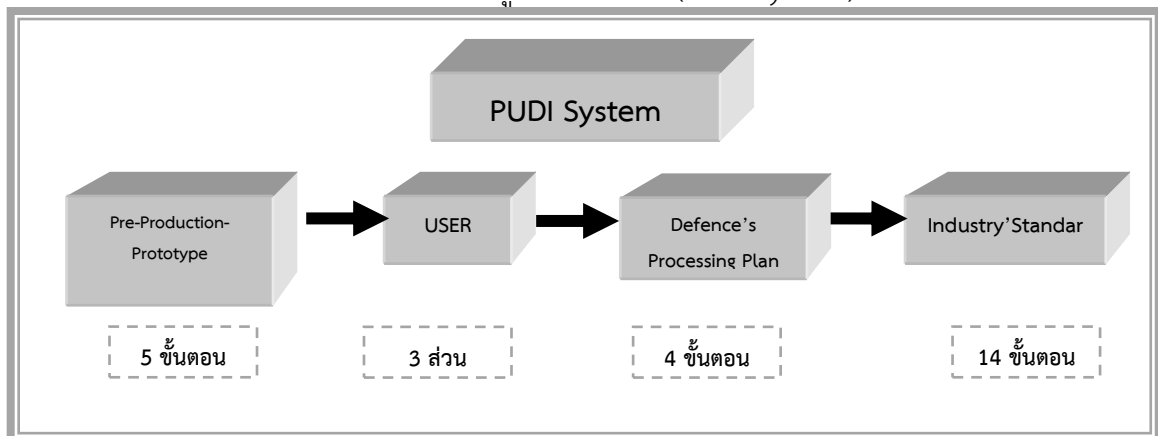 PUDI System
Pre-Production-
Prototype
USER
Defence's
Processing Plan
Industry'Standar
5 ขั้นตอน
3 ส่วน
4 ขั้นตอน
14 ขั้นตอน